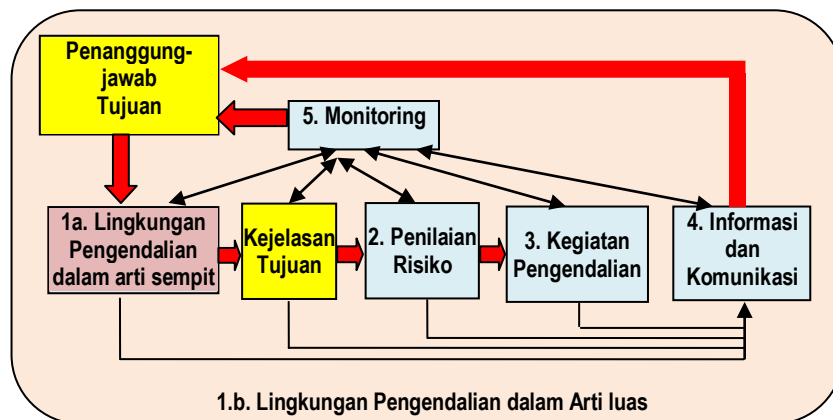 Penanggung-
jawab
Tujuan
5. Monitoring
1a. Lingkungan
Pengendalian
dalam arti sempit
Kejelasan
Tujuan
2. Penilaian
Risiko
3. Kegiatan
Pengendalian
4. Informasi
dan
Komunikasi
1.b. Lingkungan Pengendalian dalam Arti luas